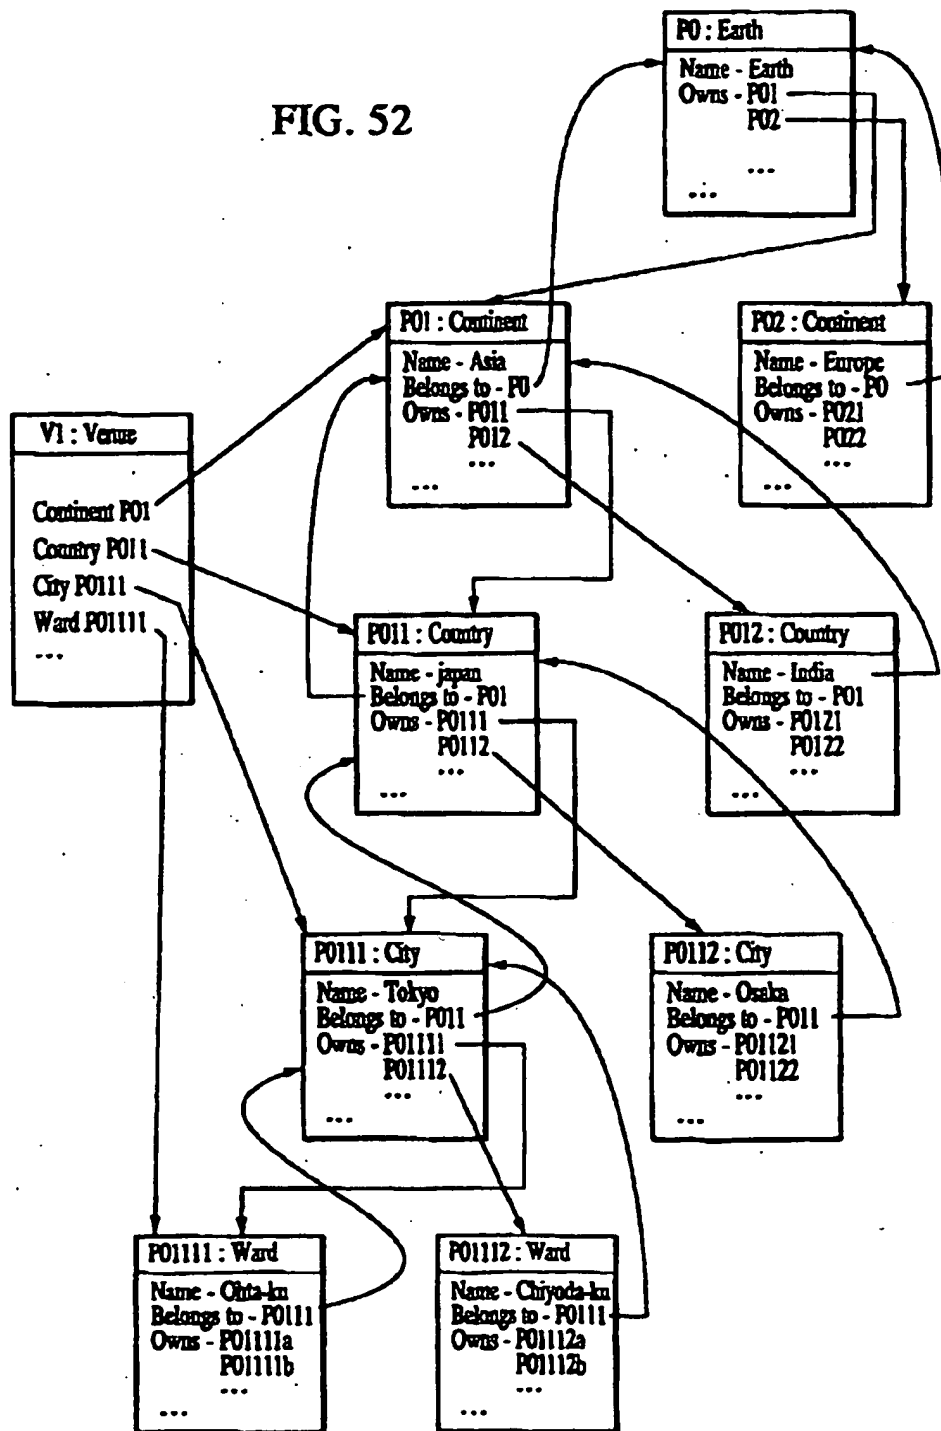 FIG. 52
P0 : Earth
Name - Earth
Owns - P01
P02
...
...
P01 : Continent
Name - Asia
Belongs to - P0
Owns - P011
P012
...
...
P02 : Continent
Name - Europe
Belongs to - P0
Owns - P021
P022
...
...
V1 : Venue
Continent P01
Country P011
City P0111
Ward P01111
...
P011 : Country
Name - japan
Belongs to - P01
Owns - P0111
P0112
...
...
P012 : Country
Name - India
Belongs to - P01
Owns - P0121
P0122
...
...
P0111 : City
Name - Tokyo
Belongs to - P011
Owns - P01111
P01112
...
...
P0112 : City
Name - Osaka
Belongs to - P011
Owns - P01121
P01122
...
...
P01111 : Ward
Name - Ohta-ku
Belongs to - P0111
Owns - P01111a
P01111b
...
...
P01112 : Ward
Name - Chiyoda-ku
Belongs to - P0111
Owns - P01112a
P01112b
...
...